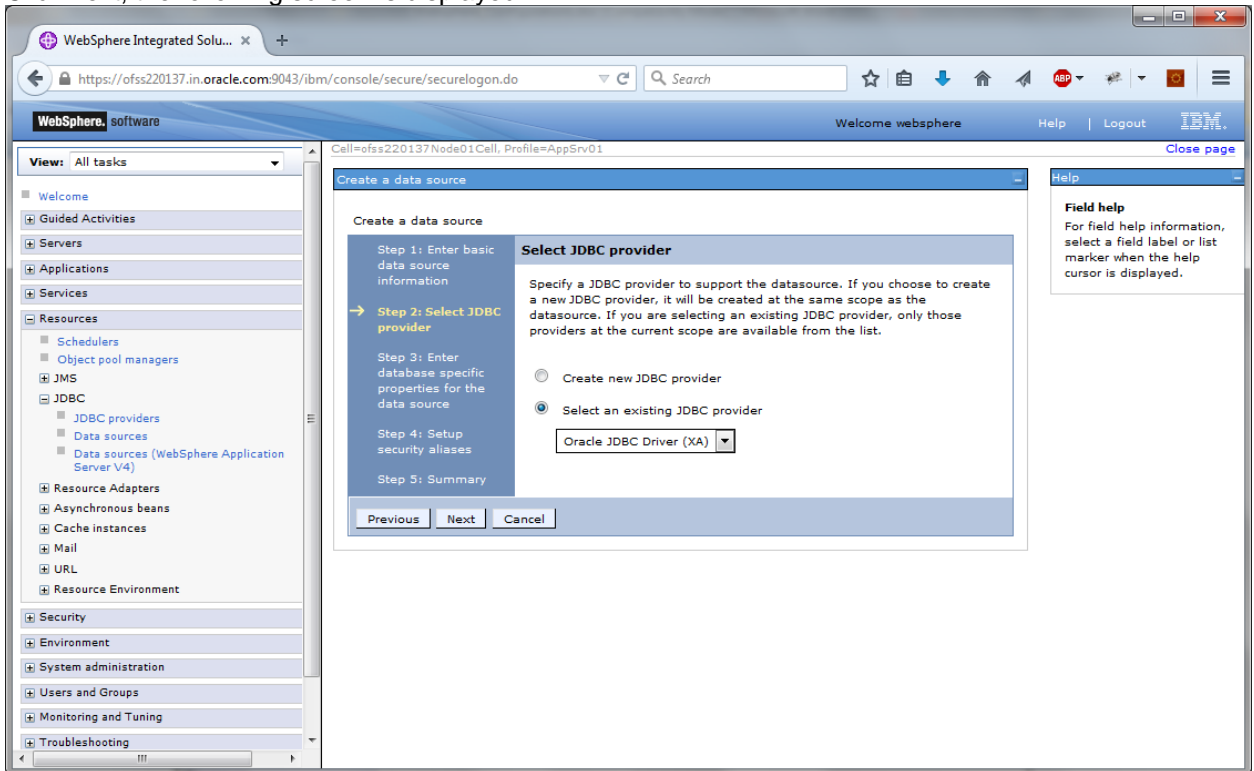 WebSphere Integrated Solu... × +
https://ofss220137.in.oracle.com:9043/ibm/console/secure/securelogon.do
Search
ABP
WebSphere. software
Welcome websphere
Help | Logout
IBM.
View: All tasks
Welcome
Guided Activities
Servers
Applications
Services
Resources
Schedulers
Object pool managers
JMS
JDBC
JDBC providers
Data sources
Data sources (WebSphere Application
Server V4)
Resource Adapters
Asynchronous beans
Cache instances
Mail
URL
Resource Environment
Security
Environment
System administration
Users and Groups
Monitoring and Tuning
Troubleshooting
Cell=ofss220137Node01Cell, Profile=AppSrv01
Close page
Create a data source
Create a data source
Step 1: Enter basic
data source
information
Step 2: Select JDBC
provider
Step 3: Enter
database specific
properties for the
data source
Step 4: Setup
security aliases
Step 5: Summary
Select JDBC provider
Specify a JDBC provider to support the datasource. If you choose to create
a new JDBC provider, it will be created at the same scope as the
datasource. If you are selecting an existing JDBC provider, only those
providers at the current scope are available from the list.
Create new JDBC provider
Select an existing JDBC provider
Oracle JDBC Driver (XA)
Previous Next Cancel
Help
Field help
For field help information,
select a field label or list
marker when the help
cursor is displayed.